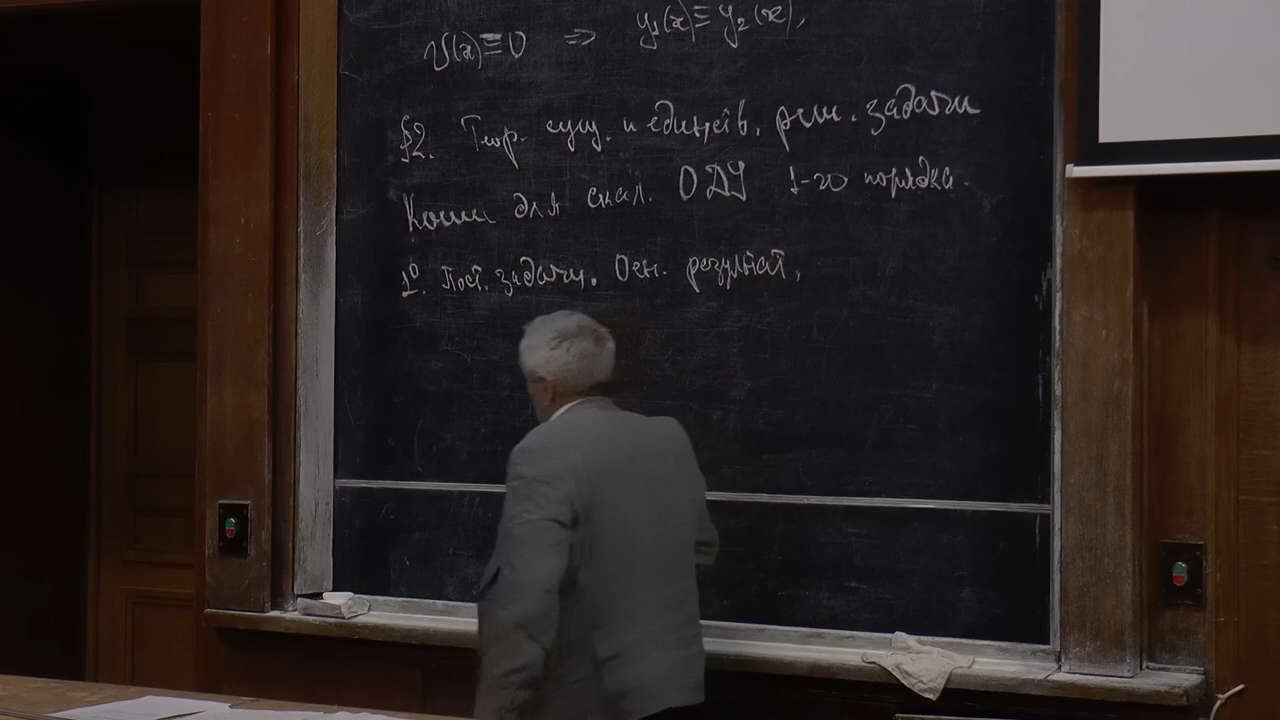 v(x)≡0 ⇒ y₁(x)≡y₂(x),
§2. Теор. сущ. и единств. реш. задачи
Коши для скал. ОДУ 1-го порядка.
1⁰. Пост. задачи. Осн. результат,